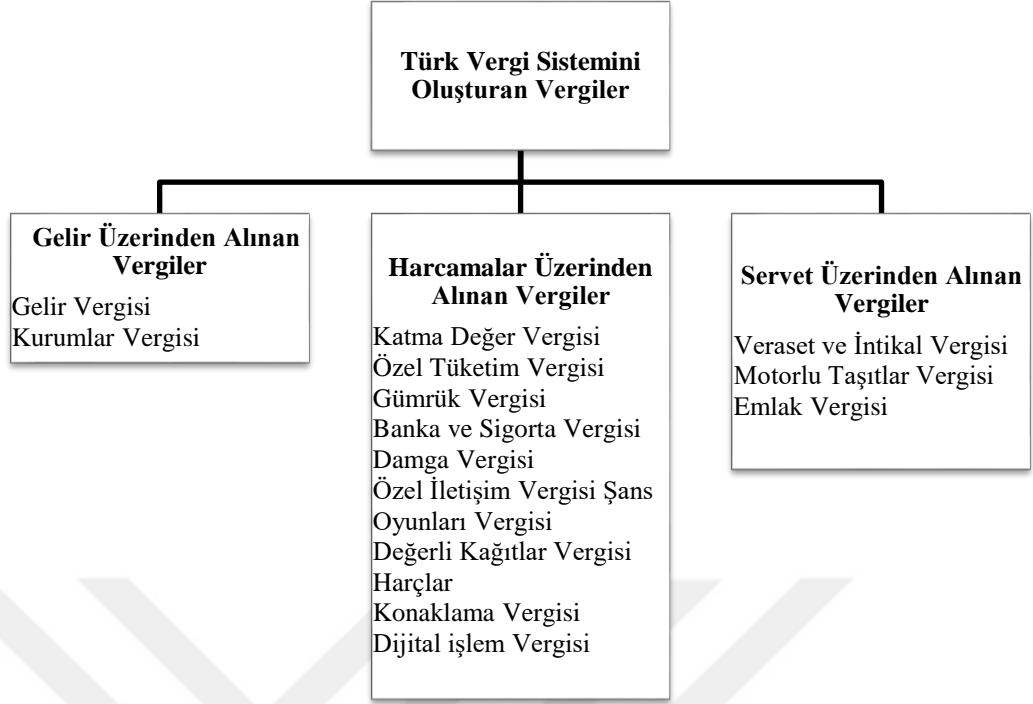 Türk Vergi Sistemini
Oluşturan Vergiler
Gelir Üzerinden Alınan
Vergiler
Gelir Vergisi
Kurumlar Vergisi
Harcamalar Üzerinden
Alınan Vergiler
Katma Değer Vergisi
Özel Tüketim Vergisi
Gümrük Vergisi
Banka ve Sigorta Vergisi
Damga Vergisi
Özel İletişim Vergisi Şans
Oyunları Vergisi
Değerli Kağıtlar Vergisi
Harçlar
Konaklama Vergisi
Dijital işlem Vergisi
Servet Üzerinden Alınan
Vergiler
Veraset ve İntikal Vergisi
Motorlu Taşıtlar Vergisi
Emlak Vergisi